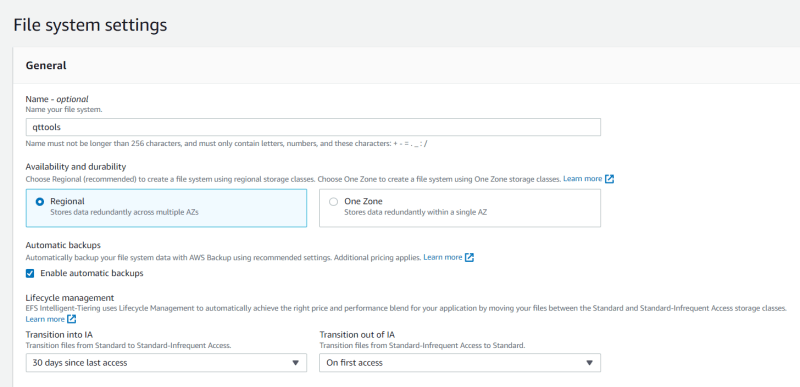 File system settings
General
Name - optional
Name your file system.
qttools
Name must not be longer than 256 characters, and must only contain letters, numbers, and these characters: + - = . _ : /
Availability and durability
Choose Regional (recommended) to create a file system using regional storage classes. Choose One Zone to create a file system using One Zone storage classes. Learn more
Regional
Stores data redundantly across multiple AZs
One Zone
Stores data redundantly within a single AZ
Automatic backups
Automatically backup your file system data with AWS Backup using recommended settings. Additional pricing applies. Learn more
Enable automatic backups
Lifecycle management
EFS Intelligent-Tiering uses Lifecycle Management to automatically achieve the right price and performance blend for your application by moving your files between the Standard and Standard-Infrequent Access storage classes.
Learn more
Transition into IA
Transition files from Standard to Standard-Infrequent Access.
30 days since last access
Transition out of IA
Transition files from Standard-Infrequent Access to Standard.
On first access